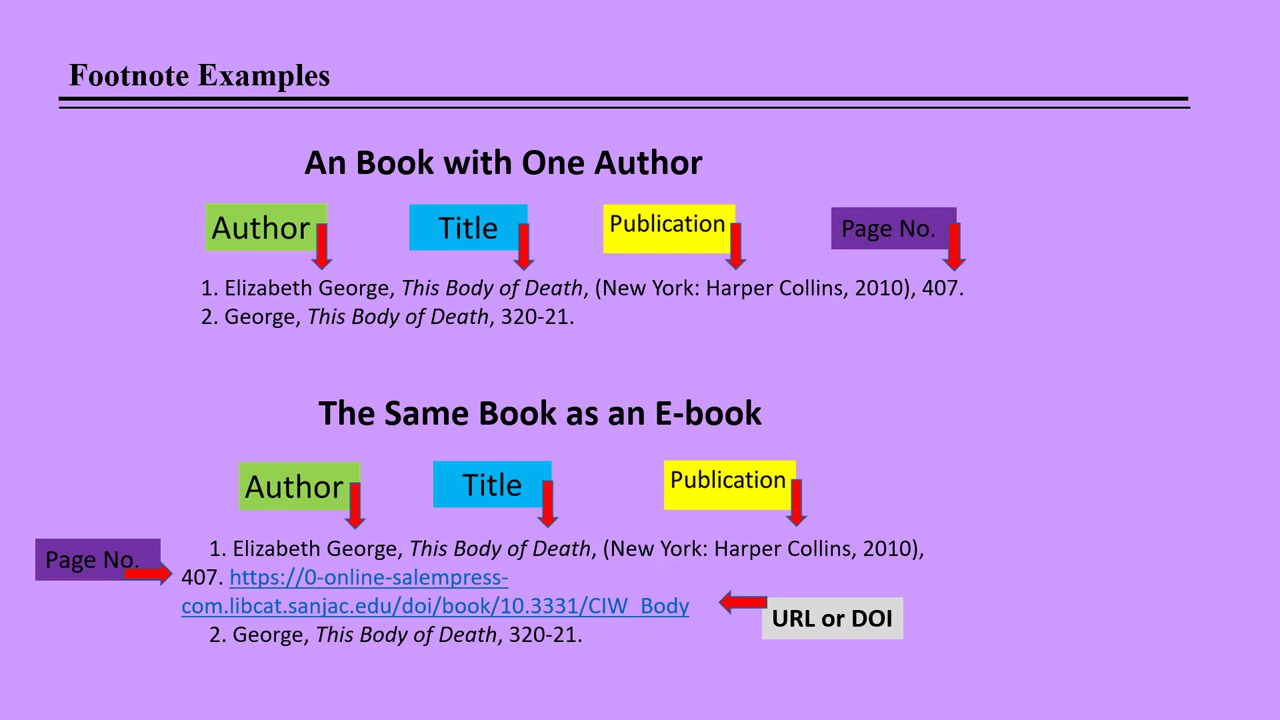 Footnote Examples
An Book with One Author
Author
Title
Publication
Page No.
1. Elizabeth George, This Body of Death, (New York: Harper Collins, 2010), 407.
2. George, This Body of Death, 320-21.
The Same Book as an E-book
Author
Title
Publication
Page No.
1. Elizabeth George, This Body of Death, (New York: Harper Collins, 2010),
407. https://0-online-salempress-
com.libcat.sanjac.edu/doi/book/10.3331/CIW_Body
URL or DOI
2. George, This Body of Death, 320-21.